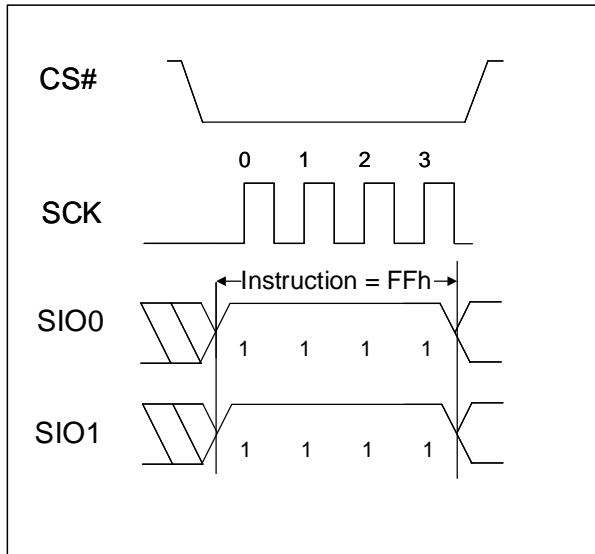 CS#
0 1 2 3
SCK
Instruction = FFh
SIO0
1 1 1 1
SIO1
1 1 1 1